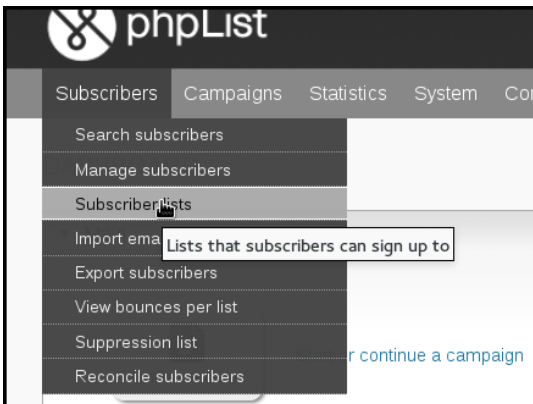 phpList
Subscribers Campaigns Statistics System
Search subscribers
Manage subscribers
Subscriber lists
Import
Lists that subscribers can sign up to
Export subscribers
View bounces per list
Suppression list
continue a campaign
Reconcile subscribers